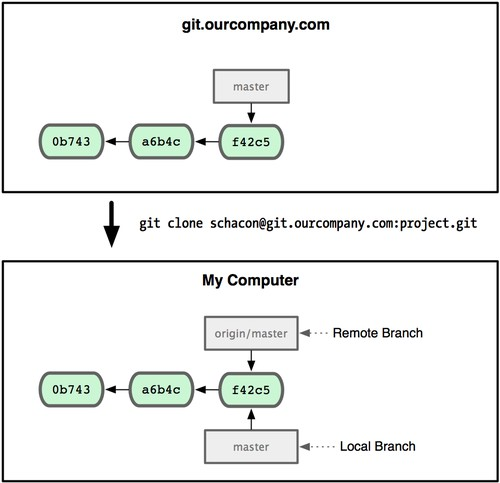 git.ourcompany.com
master
0b743 a6b4c f42c5
git clone schacon@git.ourcompany.com:project.git
My Computer
origin/master Remote Branch
0b743 a6b4c f42c5
master Local Branch